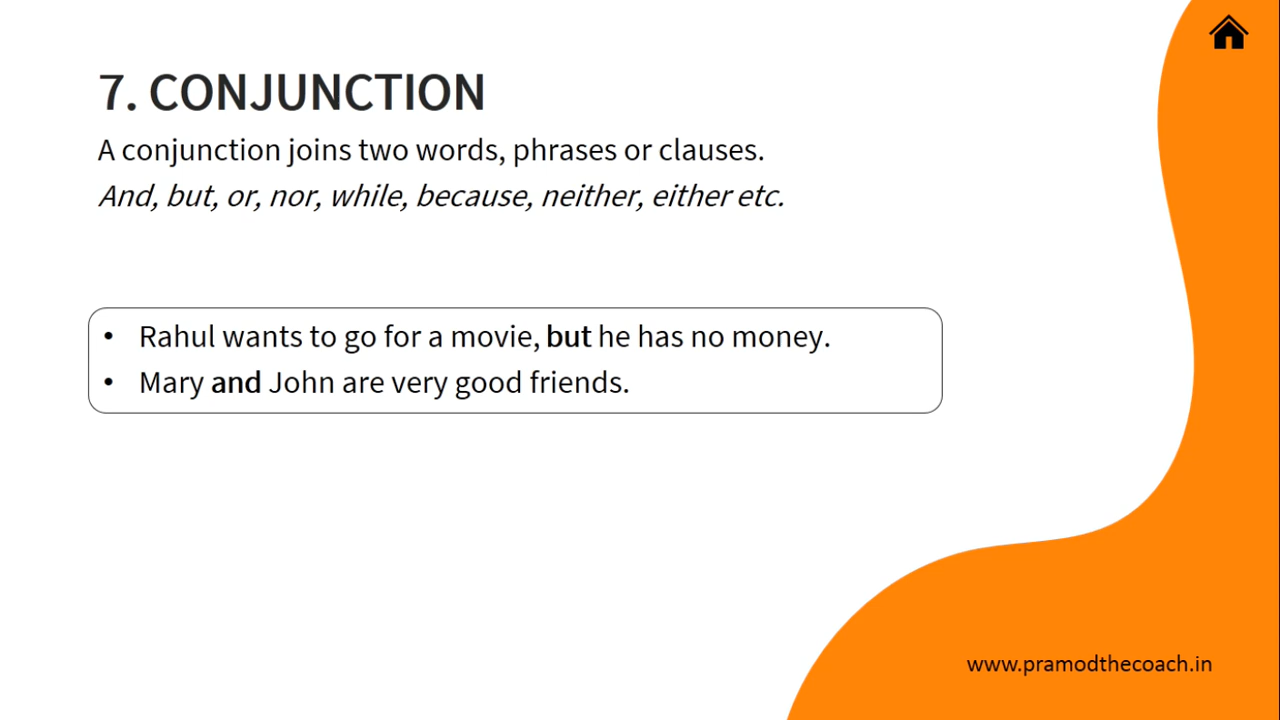 7. CONJUNCTION
A conjunction joins two words, phrases or clauses.
And, but, or, nor, while, because, neither, either etc.
• Rahul wants to go for a movie, but he has no money.
• Mary and John are very good friends.
www.pramodthecoach.in